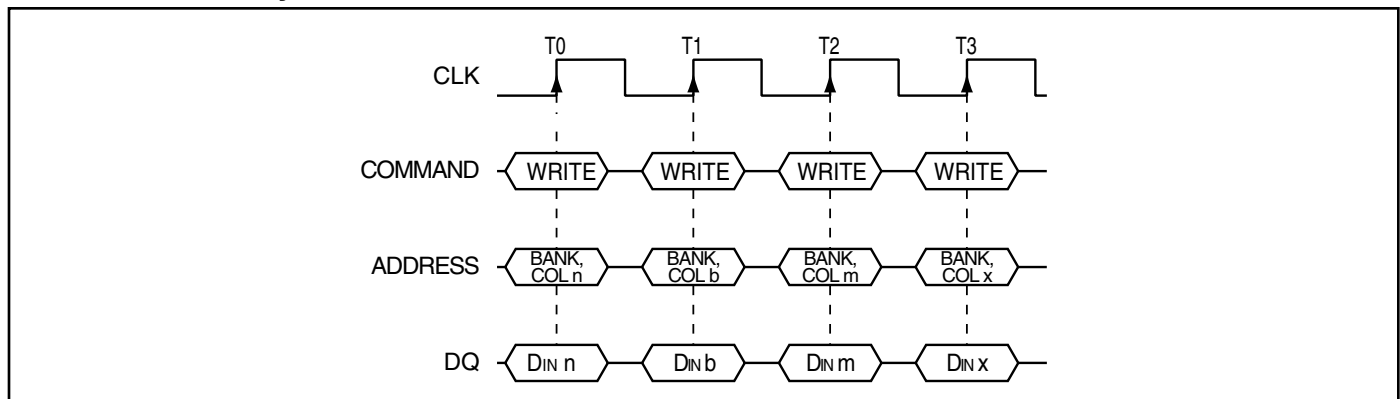 T0 T1 T2 T3
CLK
COMMAND WRITE WRITE WRITE WRITE
ADDRESS BANK, COL n BANK, COL b BANK, COL m BANK, COL x
DQ DIN n DIN b DIN m DIN x